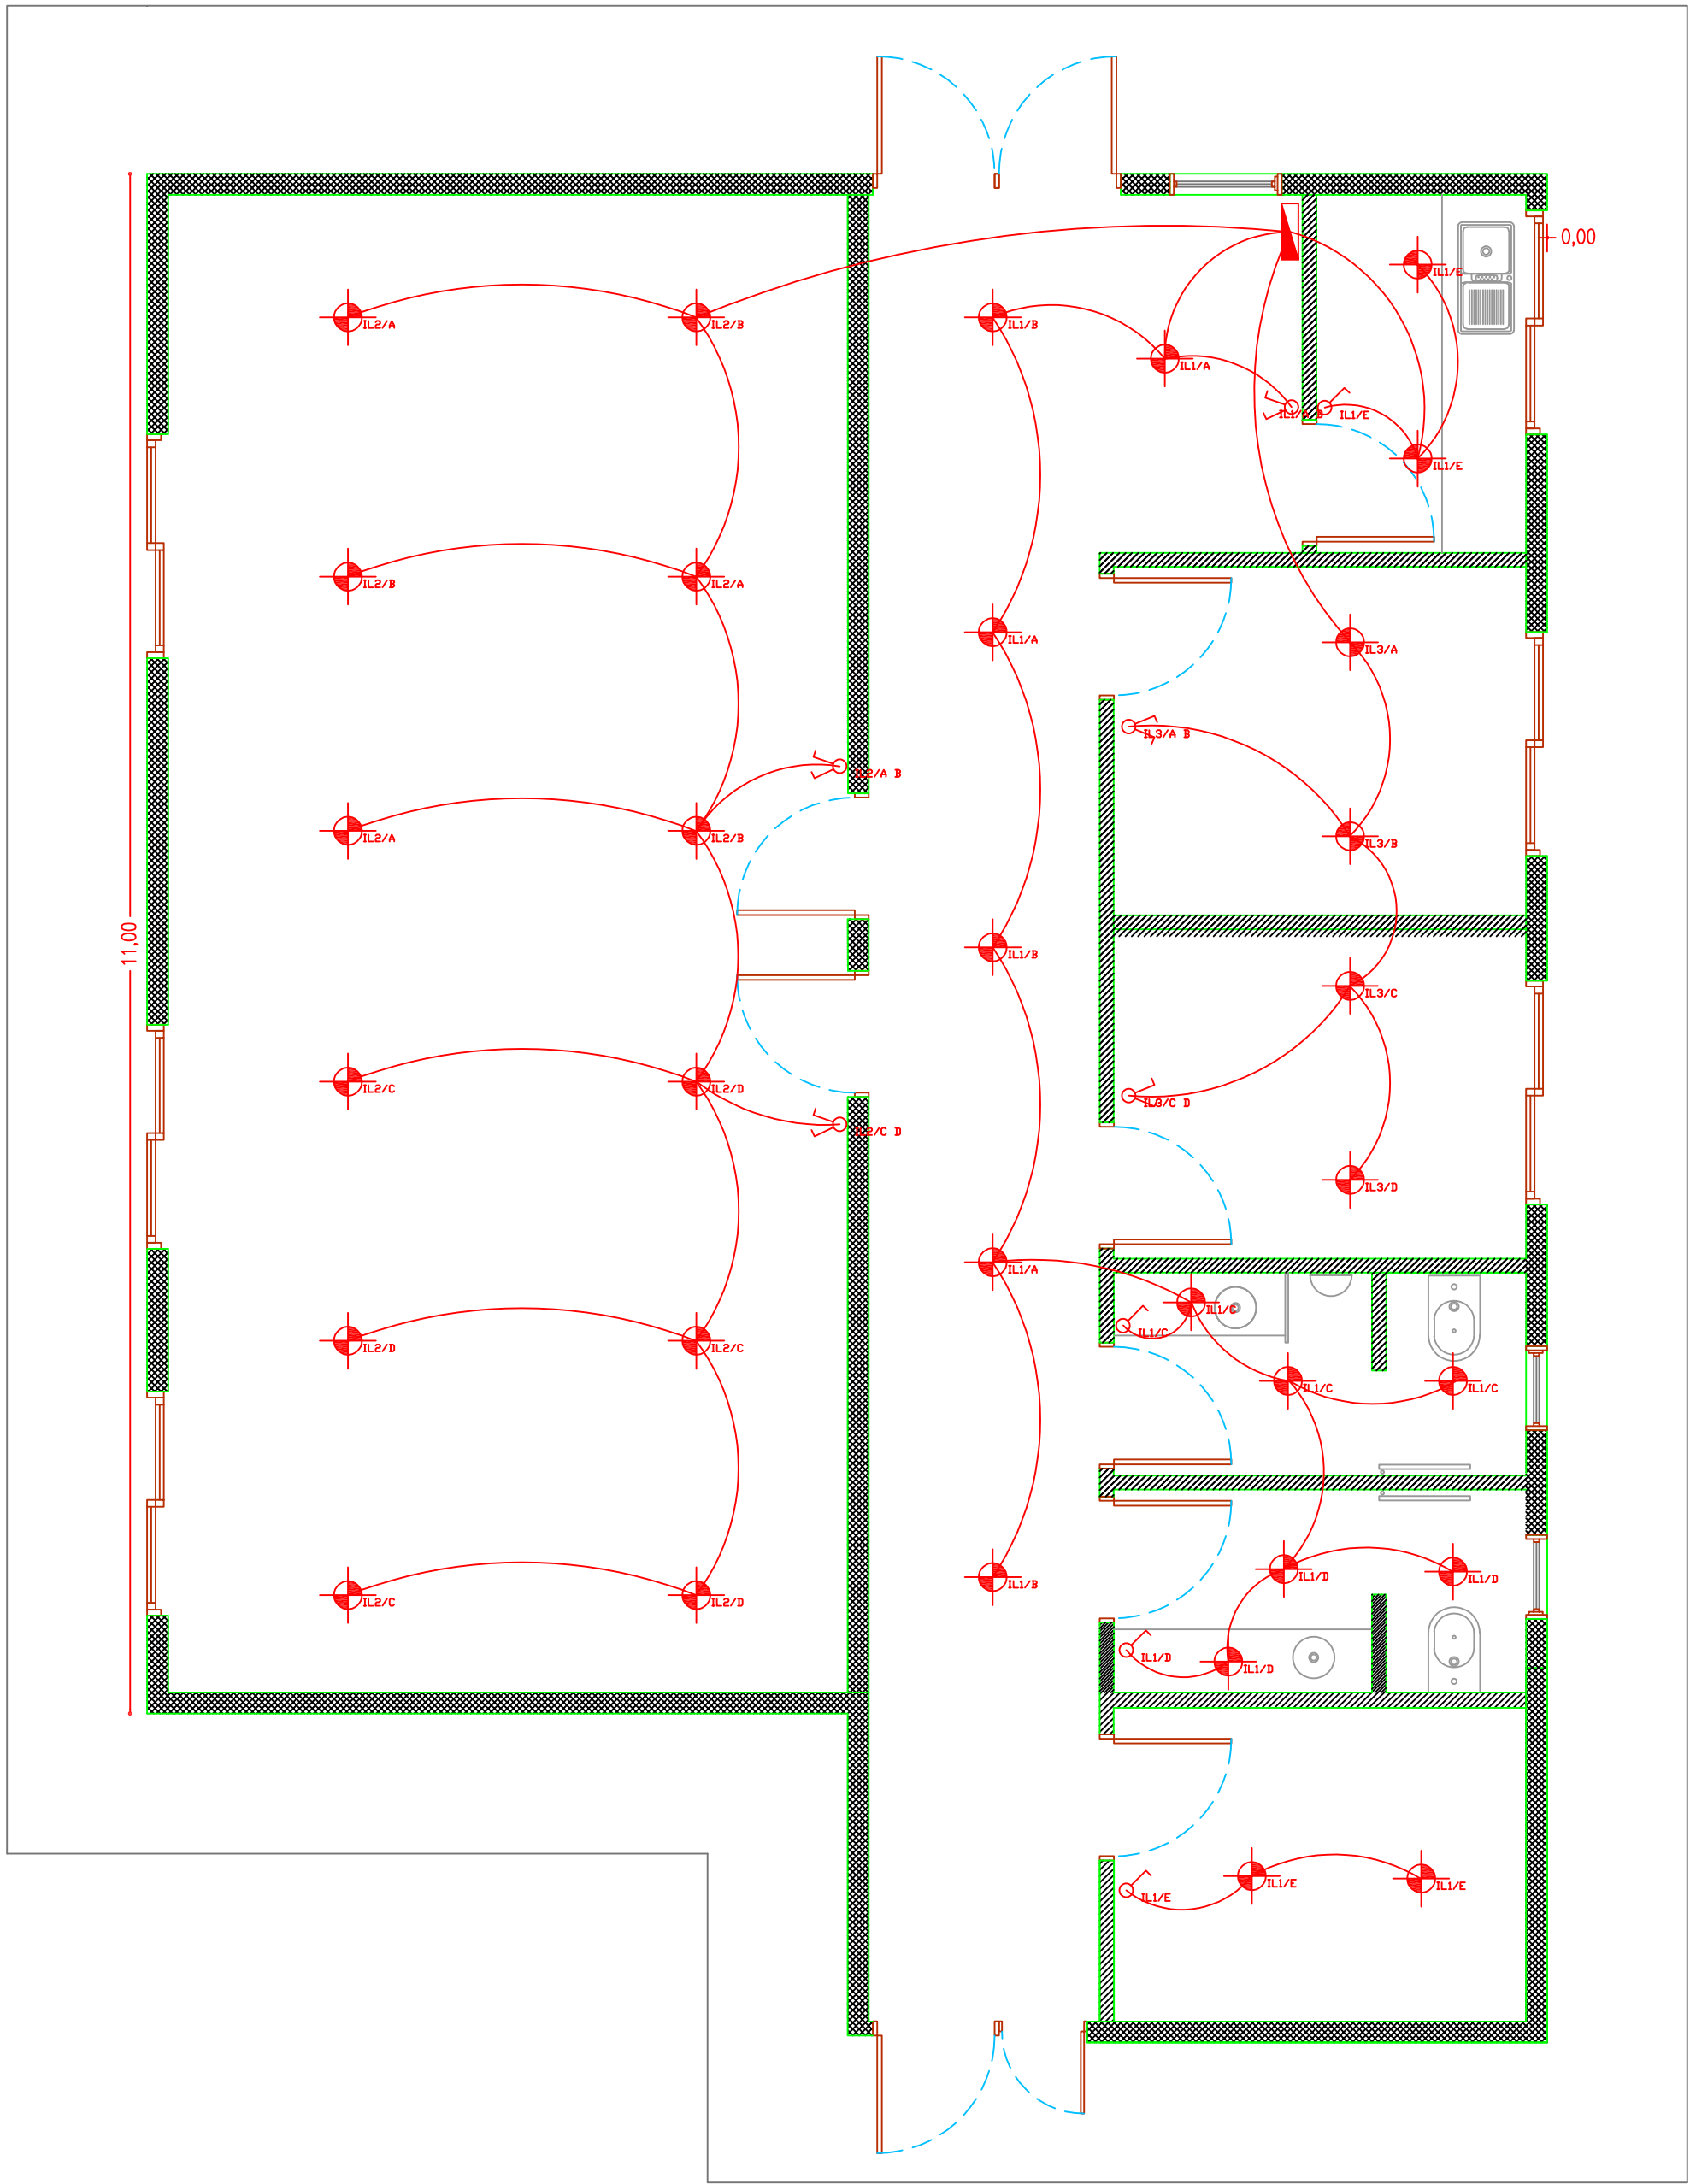 0,00
IL1/E
IL2/A
IL2/B
IL1/B
IL1/A
IL1/A B
IL1/E
IL1/E
IL2/B
IL2/A
IL1/A
IL3/A
IL3/A B
IL2/A B
IL2/A
IL2/B
IL3/B
11,00
IL1/B
IL3/C
IL2/C
IL2/D
IL3/C D
IL2/C D
IL3/D
IL1/A
IL1/C
IL1/C
IL2/D
IL2/C
IL1/C
IL1/C
IL2/C
IL2/D
IL1/B
IL1/D
IL1/D
IL1/D
IL1/D
IL1/E
IL1/E
IL1/E